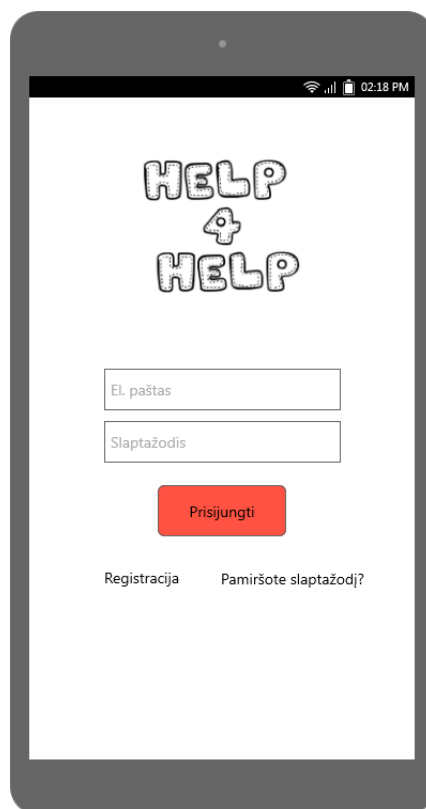 02:18 PM
HELP
4
HELP
El. paštas
Slaptažodis
Prisijungti
Registracija
Pamiršote slaptažodį?